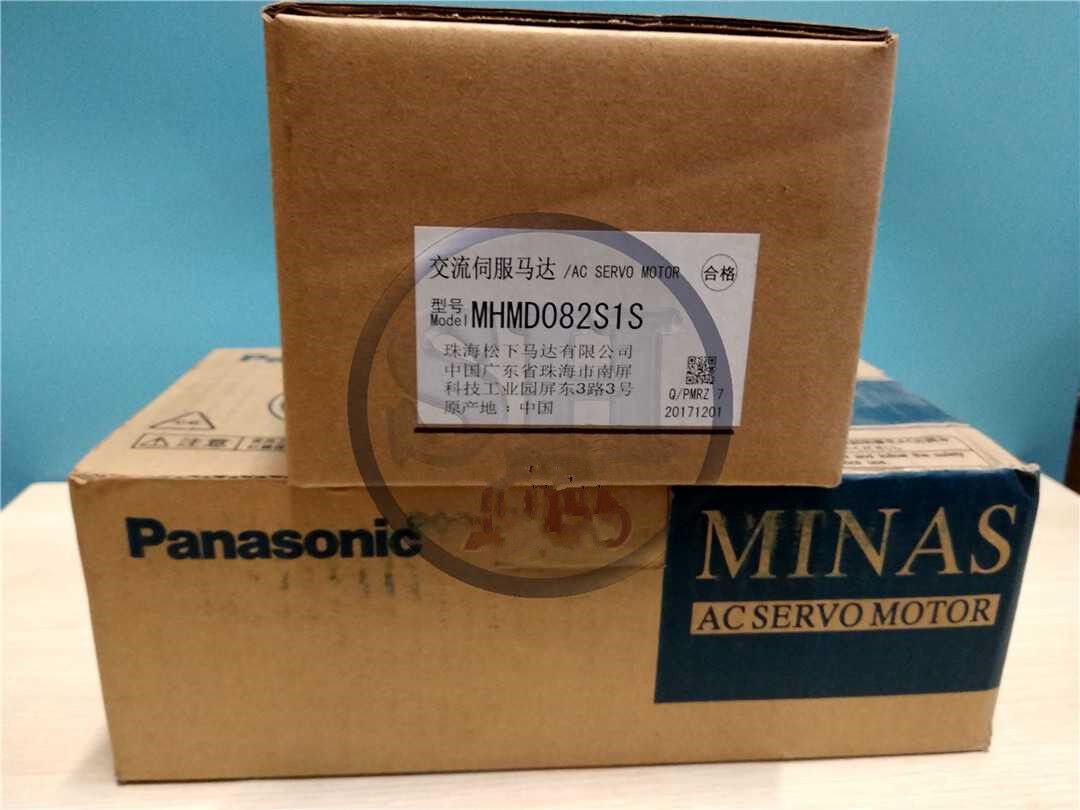 交流伺服马达 /AC SERVO MOTOR 合格
型号
Model MHMD082S1S
珠海松下马达有限公司
中国广东省珠海市南屏
科技工业园屏东3路3号
原产地：中国
Q/PMRZ 7
20171201
注意
Panasonic
MINAS
AC SERVO MOTOR